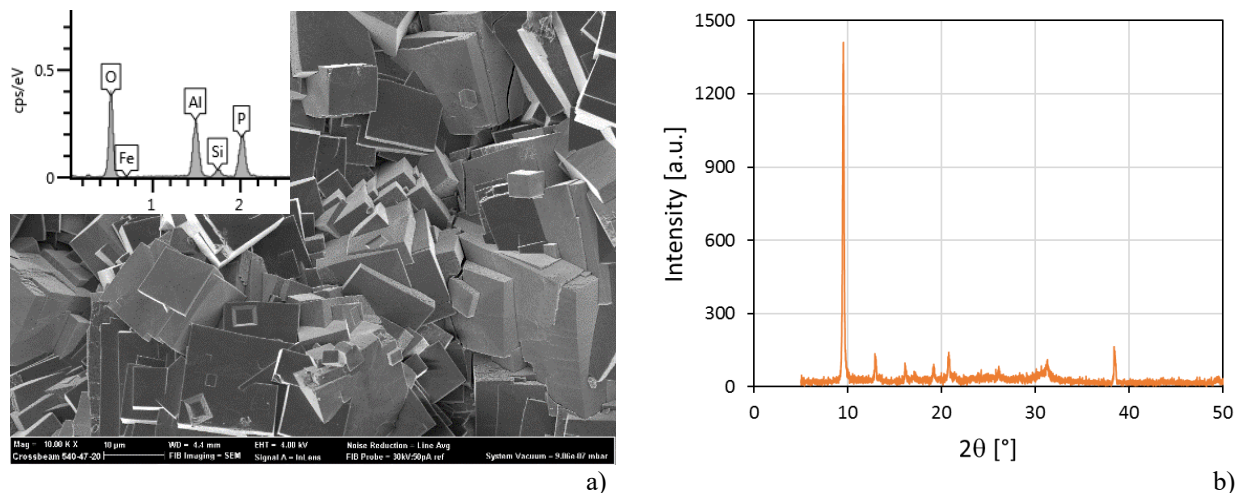 cps/eV
0.5
0
O
Fe
Al
Si
P
1 2
Mag = 10.00 K X 10 µm WD = 4.4 mm EHT = 4.00 kV Noise Reduction = Line Avg
Crossbeam 540-47-20 FIB Imaging = SEM Signal A = InLens FIB Probe = 30kV:50pA ref System Vacuum = 9.06e-07 mbar
a)
Intensity [a.u.]
1500
1200
900
600
300
0
0 10 20 30 40 50
2θ [°]
b)